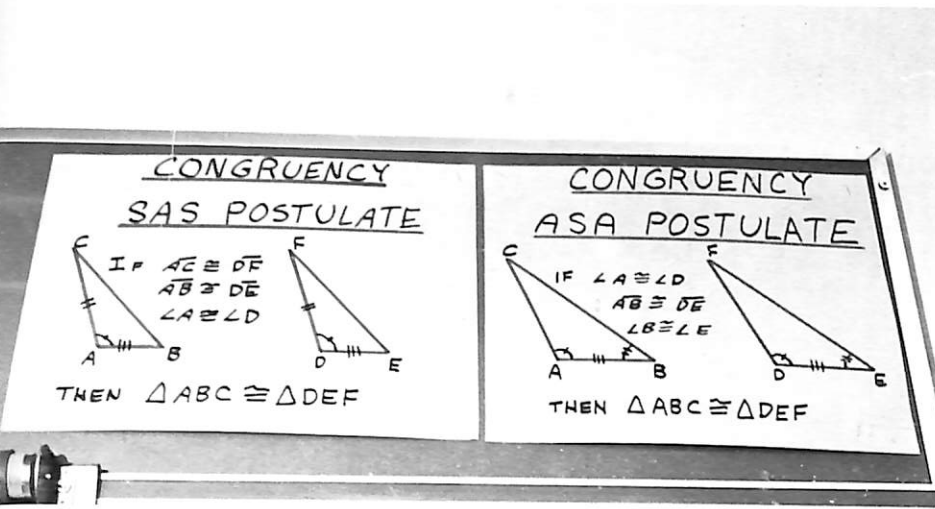 CONGRUENCY
SAS POSTULATE
C
F
IF AC ≅ DF
AB ≅ DE
∠A ≅ ∠D
A
B
D
E
THEN △ABC ≅ △DEF
CONGRUENCY
ASA POSTULATE
C
F
IF ∠A ≅ ∠D
AB ≅ DE
∠B ≅ ∠E
A
B
D
E
THEN △ABC ≅ △DEF